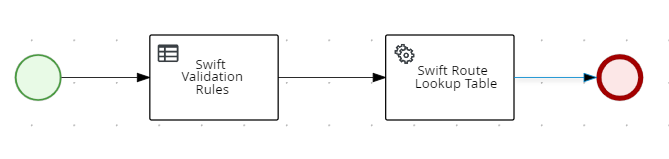 Swift
Validation
Rules
Swift Route
Lookup Table